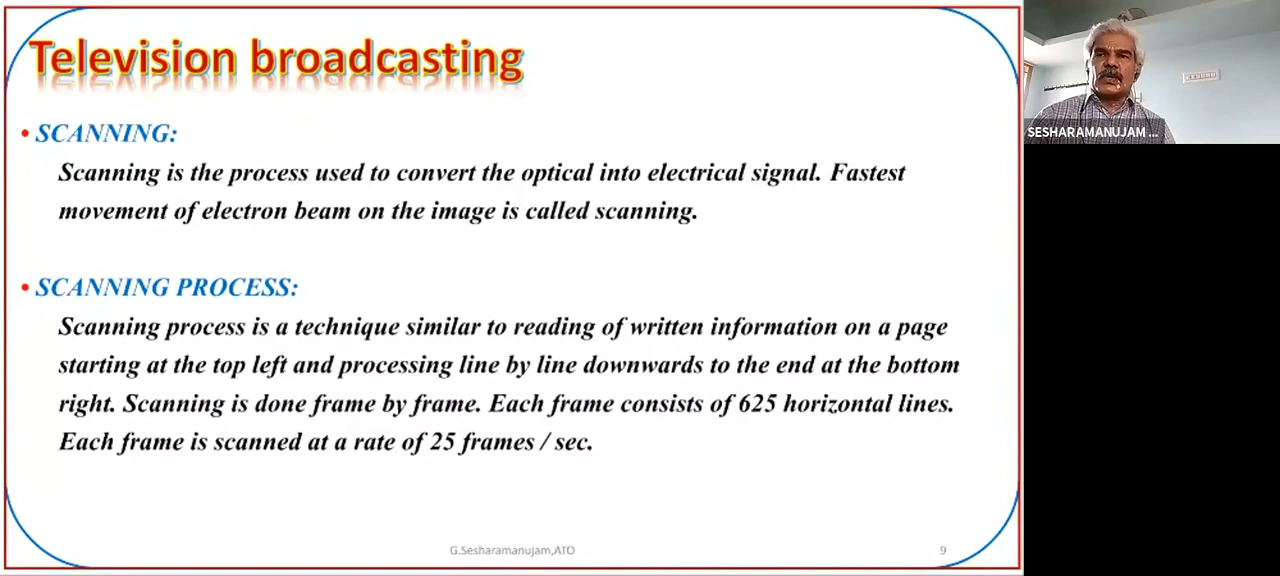 Television broadcasting
• SCANNING:
Scanning is the process used to convert the optical into electrical signal. Fastest
movement of electron beam on the image is called scanning.
• SCANNING PROCESS:
Scanning process is a technique similar to reading of written information on a page
starting at the top left and processing line by line downwards to the end at the bottom
right. Scanning is done frame by frame. Each frame consists of 625 horizontal lines.
Each frame is scanned at a rate of 25 frames / sec.
G.Sesharamanujam,ATO
9
SESHARAMANUJAM ...